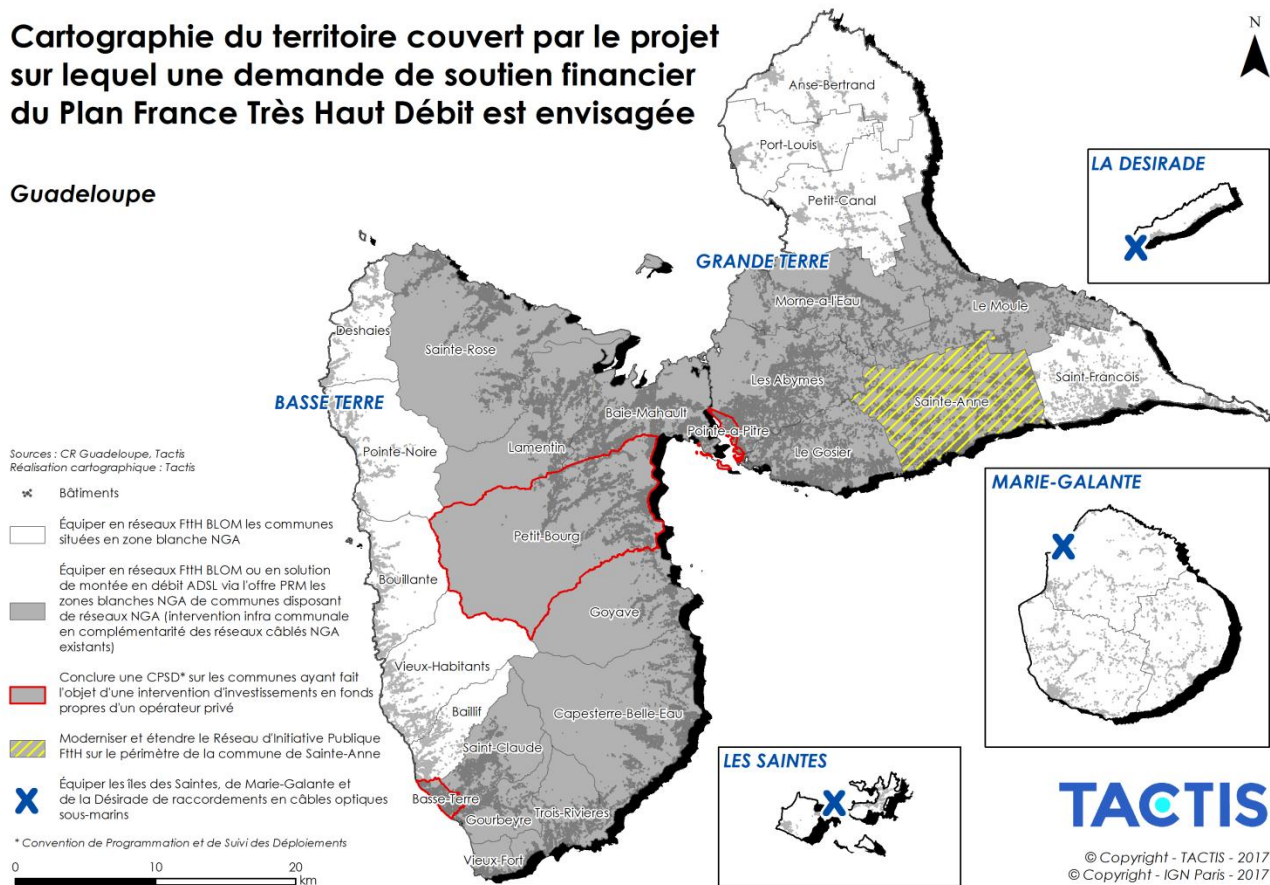 Cartographie du territoire couvert par le projet
sur lequel une demande de soutien financier
du Plan France Très Haut Débit est envisagée
Guadeloupe
N
Anse-Bertrand
Port-Louis
Petit-Canal
LA DESIRADE
GRANDE TERRE
Morne-a-l'Eau
Le Moule
Deshaies
Sainte-Rose
Les Abymes
Saint-Francois
Sainte-Anne
BASSE TERRE
Baie-Mahault
Pointe-a-Pitre
Lamentin
Le Gosier
Pointe-Noire
Petit-Bourg
Bouillante
Goyave
Vieux-Habitants
Baillif
Capesterre-Belle-Eau
Saint-Claude
Basse-Terre
Gourbeyre
Trois-Rivieres
Vieux-Fort
MARIE-GALANTE
LES SAINTES
Sources : CR Guadeloupe, Tactis
Réalisation cartographique : Tactis
Bâtiments
Équiper en réseaux FttH BLOM les communes
situées en zone blanche NGA
Équiper en réseaux FttH BLOM ou en solution
de montée en débit ADSL via l'offre PRM les
zones blanches NGA de communes disposant
de réseaux NGA (intervention infra communale
en complémentarité des réseaux câblés NGA
existants)
Conclure une CPSD* sur les communes ayant fait
l'objet d'une intervention d'investissements en fonds
propres d'un opérateur privé
Moderniser et étendre le Réseau d'Initiative Publique
FttH sur le périmètre de la commune de Sainte-Anne
Équiper les îles des Saintes, de Marie-Galante et
de la Désirade de raccordements en câbles optiques
sous-marins
* Convention de Programmation et de Suivi des Déploiements
0 10 20
km
TACTIS
© Copyright - TACTIS - 2017
© Copyright - IGN Paris - 2017